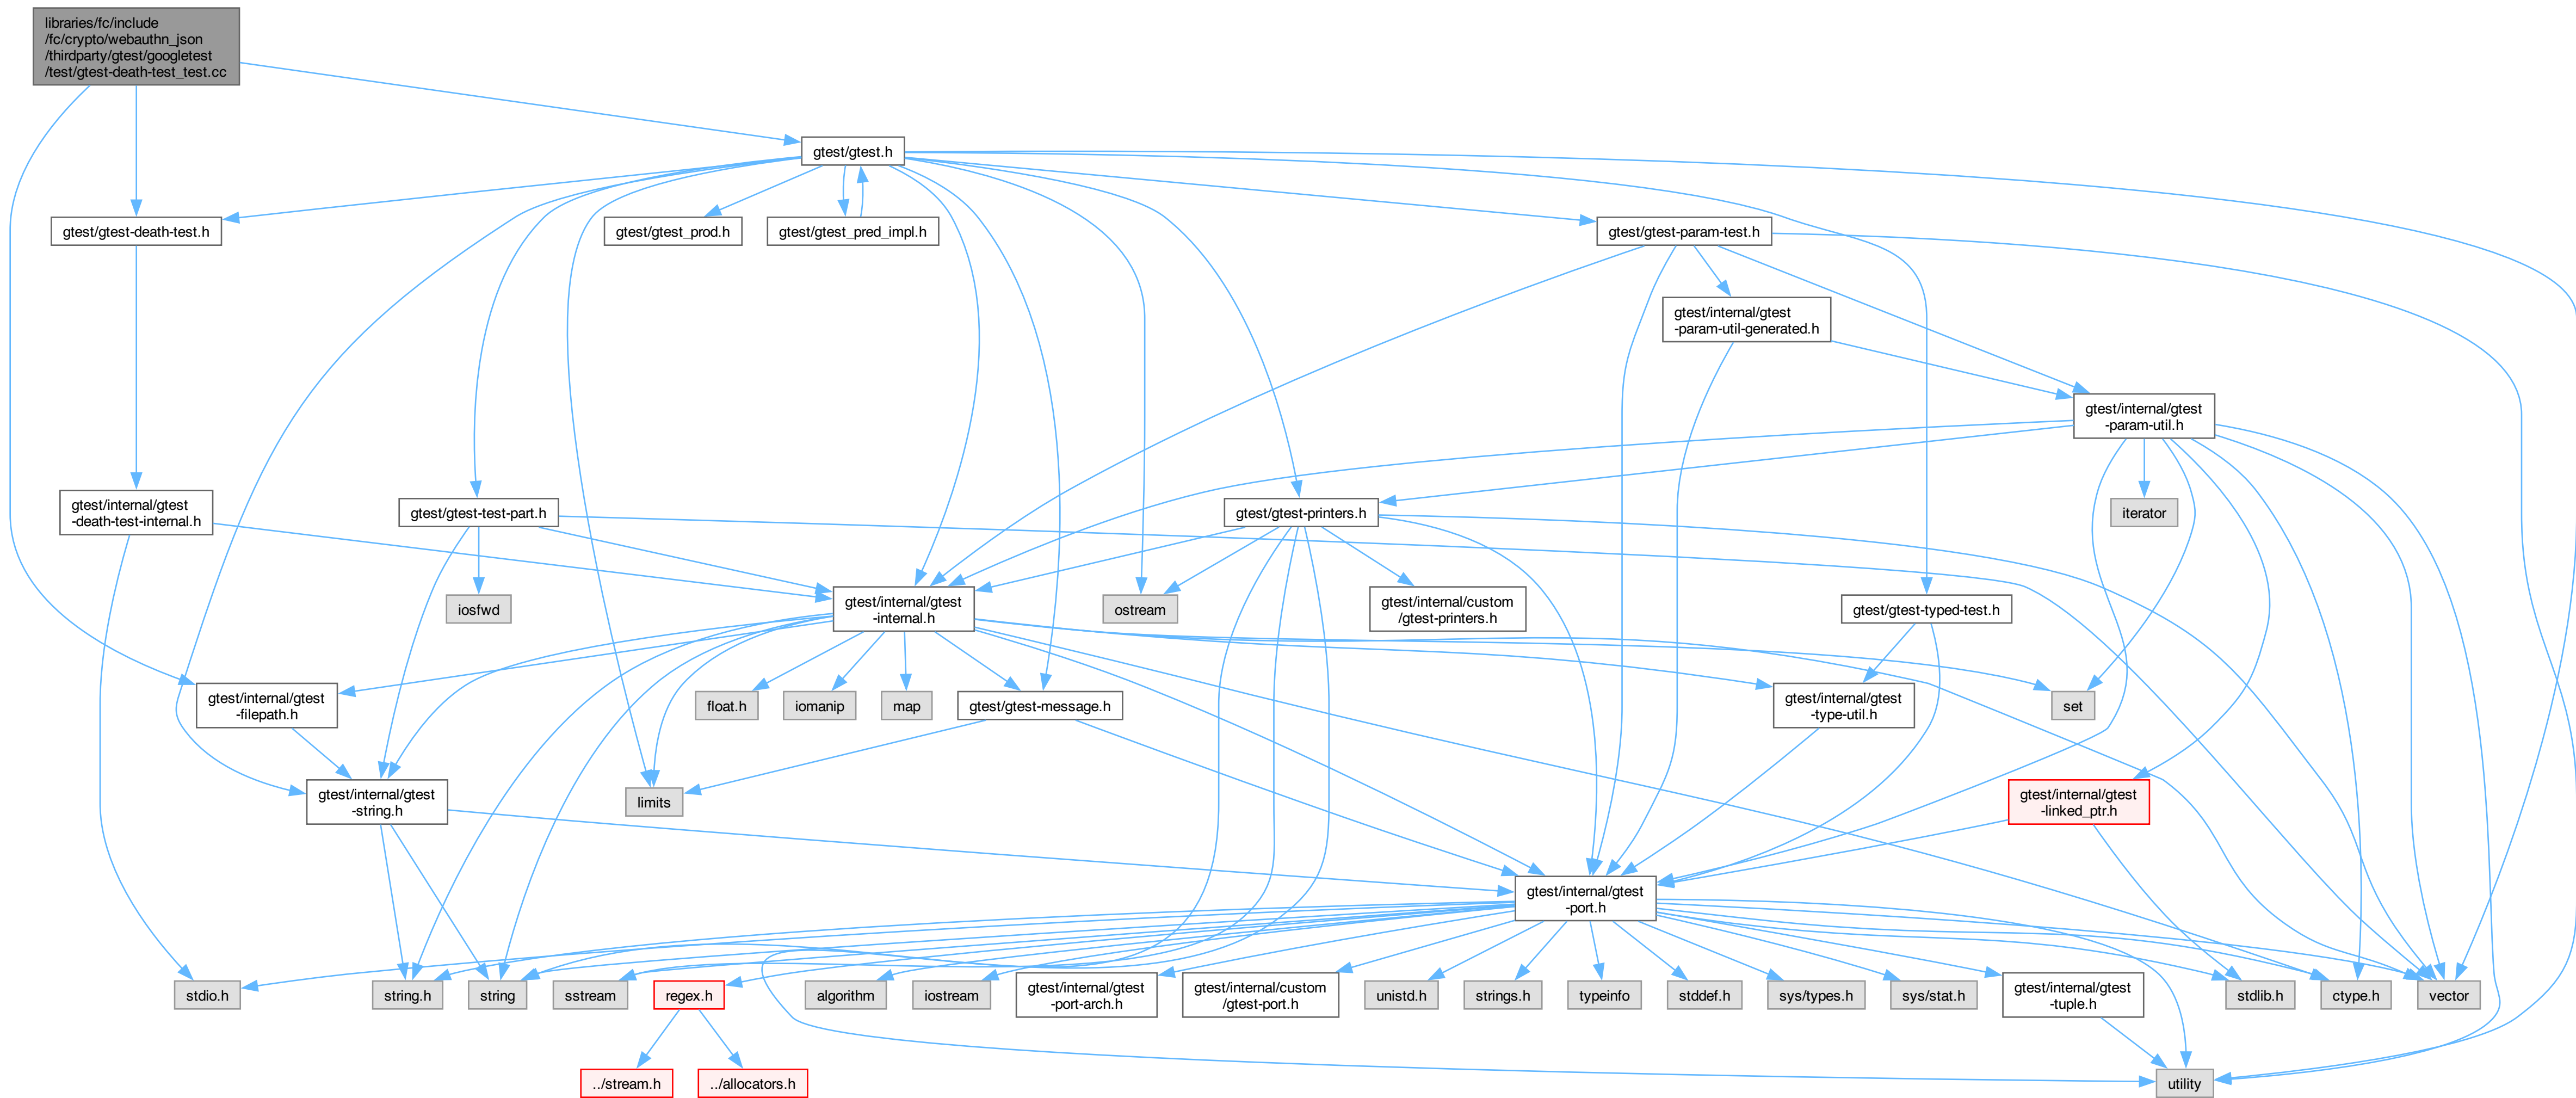 libraries/fc/include
/fc/crypto/webauthn_json
/thirdparty/gtest/googletest
/test/gtest-death-test_test.cc
gtest/gtest.h
gtest/gtest-death-test.h
gtest/gtest_prod.h
gtest/gtest_pred_impl.h
gtest/gtest-param-test.h
gtest/internal/gtest
-param-util-generated.h
gtest/internal/gtest
-param-util.h
gtest/internal/gtest
-death-test-internal.h
gtest/gtest-test-part.h
gtest/gtest-printers.h
iterator
iosfwd
gtest/internal/gtest
-internal.h
ostream
gtest/internal/custom
/gtest-printers.h
gtest/gtest-typed-test.h
gtest/internal/gtest
-filepath.h
float.h
iomanip
map
gtest/gtest-message.h
gtest/internal/gtest
-type-util.h
set
gtest/internal/gtest
-string.h
limits
gtest/internal/gtest
-linked_ptr.h
gtest/internal/gtest
-port.h
stdio.h
string.h
string
sstream
regex.h
algorithm
iostream
gtest/internal/gtest
-port-arch.h
gtest/internal/custom
/gtest-port.h
unistd.h
strings.h
typeinfo
stddef.h
sys/types.h
sys/stat.h
gtest/internal/gtest
-tuple.h
stdlib.h
ctype.h
vector
../stream.h
../allocators.h
utility